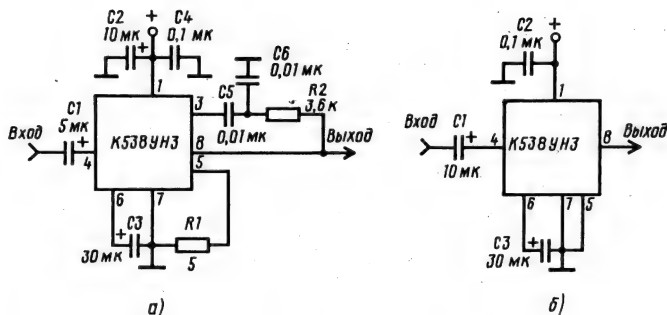 C2
10 мк
+
C4
0,1 мк
+
C6
0,01 мк
1
3
C5
0,01 мк
R2
3,6 к
Вход
C1
5 мк
+
4
К538УН3
8
Выход
5
6
7
C3
+
30 мк
R1
5
а)
C2
0,1 мк
+
1
Вход
C1
+
10 мк
4
К538УН3
8
Выход
6
7
5
C3
+
30 мк
б)